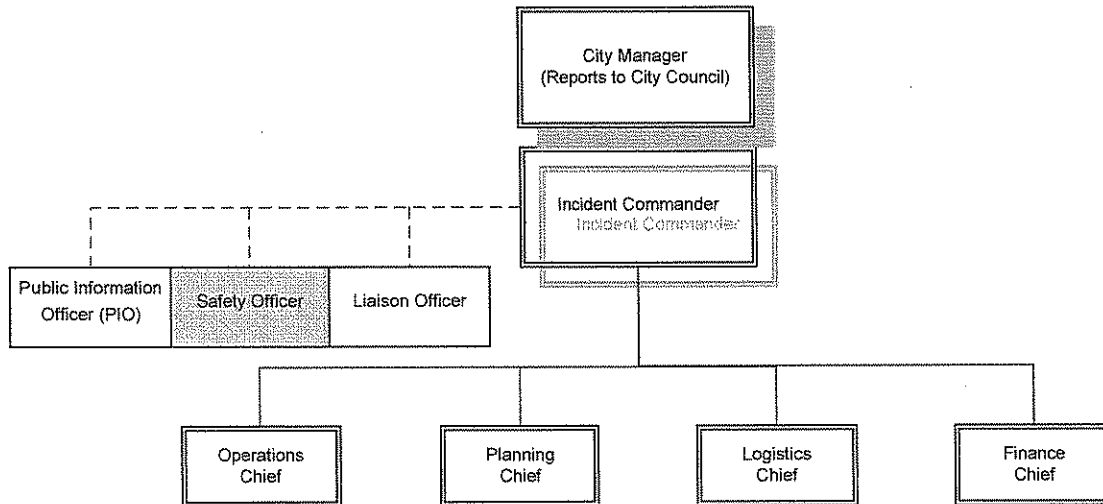 City Manager
(Reports to City Council)
Incident Commander
Incident Commander
Public Information
Officer (PIO)
Safety Officer
Liaison Officer
Operations
Chief
Planning
Chief
Logistics
Chief
Finance
Chief